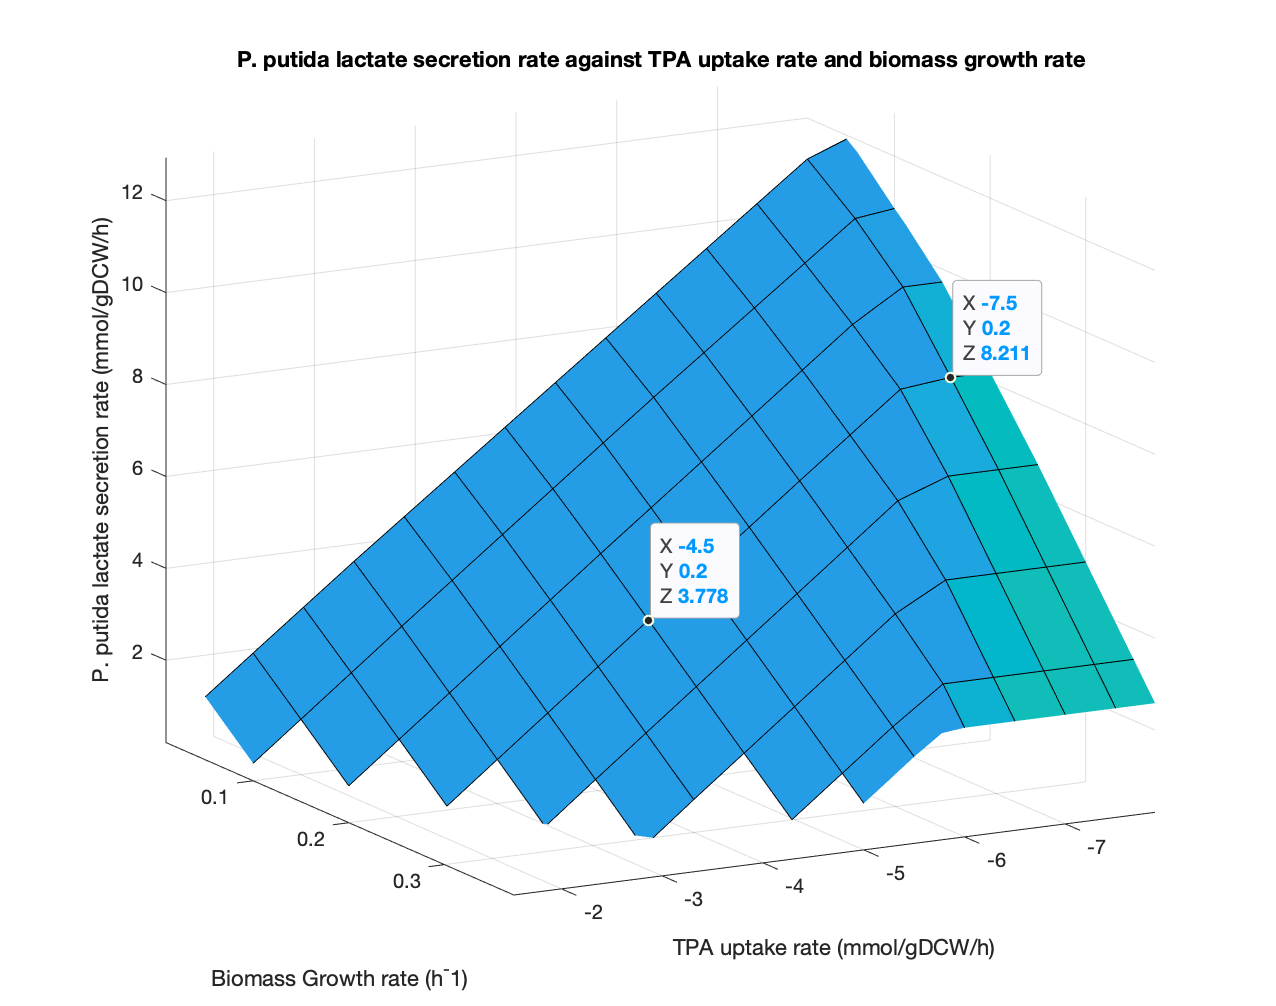 P. putida lactate secretion rate against TPA uptake rate and biomass growth rate
12
10
8
6
4
2
P. putida lactate secretion rate (mmol/gDCW/h)
X -7.5
Y 0.2
Z 8.211
X -4.5
Y 0.2
Z 3.778
0.1
0.2
0.3
-2
-3
-4
-5
-6
-7
TPA uptake rate (mmol/gDCW/h)
Biomass Growth rate (h¯1)